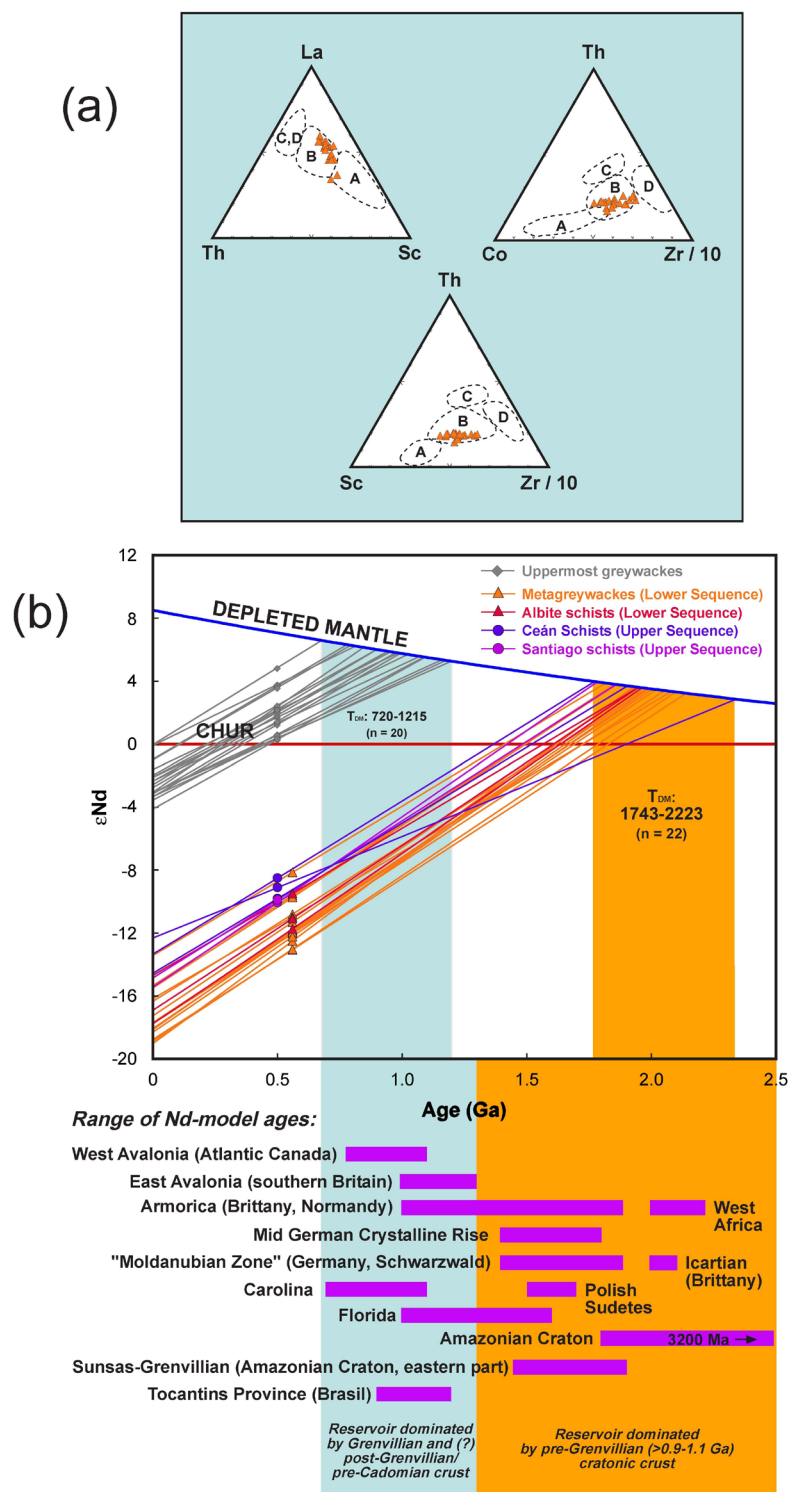 (a)
La
C,D
B
A
Th
Sc
Th
C
B
D
A
Co
Zr / 10
Th
C
B
D
A
Sc
Zr / 10
(b)
12
8
4
0
-4
-8
-12
-16
-20
εNd
DEPLETED MANTLE
CHUR
Uppermost greywackes
Metagreywackes (Lower Sequence)
Albite schists (Lower Sequence)
Ceán Schists (Upper Sequence)
Santiago schists (Upper Sequence)
TDM: 720-1215
(n = 20)
TDM:
1743-2223
(n = 22)
0
0.5
1.0
1.5
2.0
2.5
Age (Ga)
Range of Nd-model ages:
West Avalonia (Atlantic Canada)
East Avalonia (southern Britain)
Armorica (Brittany, Normandy)
West
Africa
Mid German Crystalline Rise
"Moldanubian Zone" (Germany, Schwarzwald)
Icartian
(Brittany)
Carolina
Polish
Sudetes
Florida
Amazonian Craton
3200 Ma →
Sunsas-Grenvillian (Amazonian Craton, eastern part)
Tocantins Province (Brasil)
Reservoir dominated
by Grenvillian and (?)
post-Grenvillian/
pre-Cadomian crust
Reservoir dominated
by pre-Grenvillian (>0.9-1.1 Ga)
cratonic crust